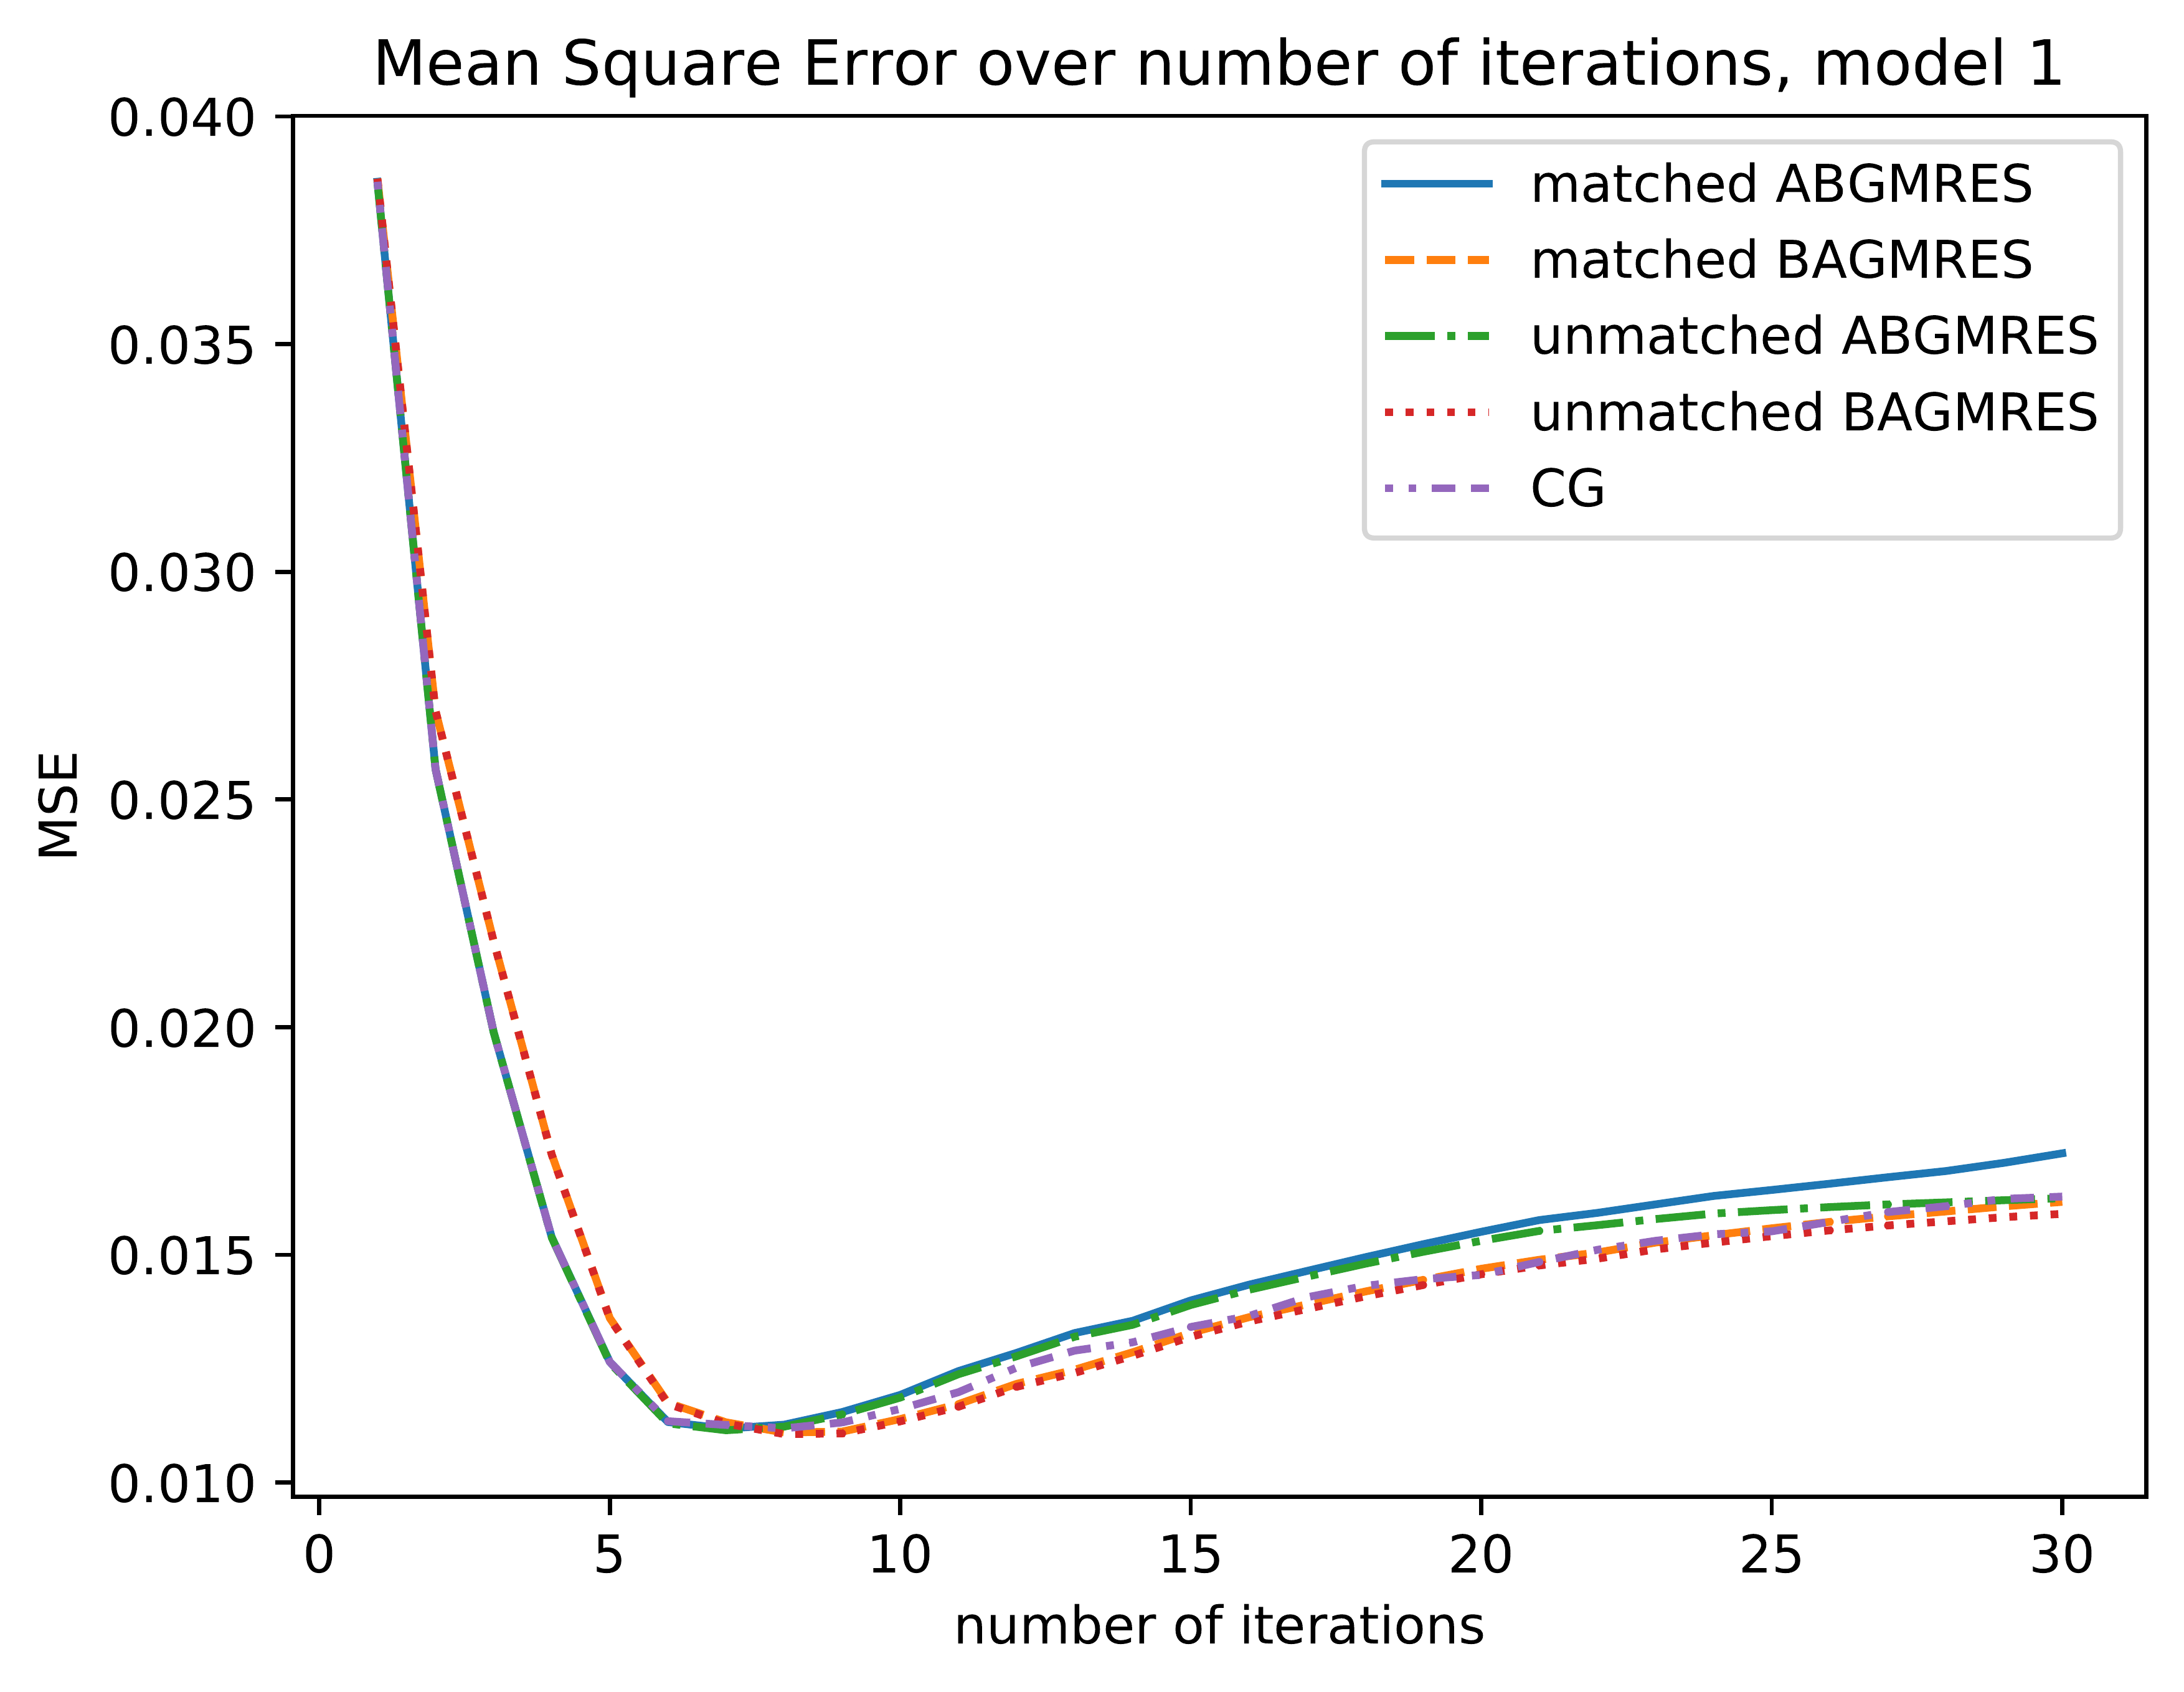 Mean Square Error over number of iterations, model 1
0.040
0.035
0.030
0.025
0.020
0.015
0.010
MSE
matched ABGMRES
matched BAGMRES
unmatched ABGMRES
unmatched BAGMRES
CG
0 5 10 15 20 25 30
number of iterations